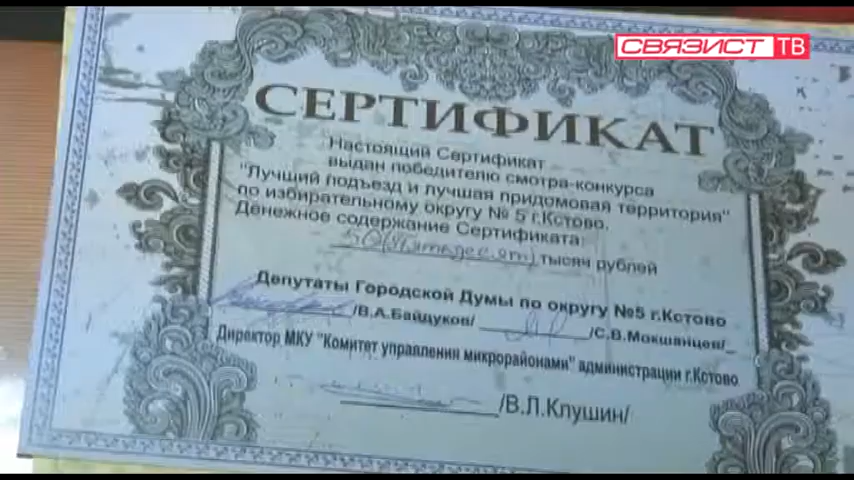 СВЯЗИСТ ТВ
СЕРТИФИКАТ
Настоящий Сертификат
выдан победителю смотра-конкурса
"Лучший подъезд и лучшая придомовая территория"
по избирательному округу № 5 г.Кстово.
Денежное содержание Сертификата:
50 (Пятьдесят) тысяч рублей
Депутаты Городской Думы по округу №5 г.Кстово
/В.А.Байдуков/ /С.В.Мокшанцев/
Директор МКУ "Комитет управления микрорайонами" администрации г.Кстово
/В.Л.Клушин/